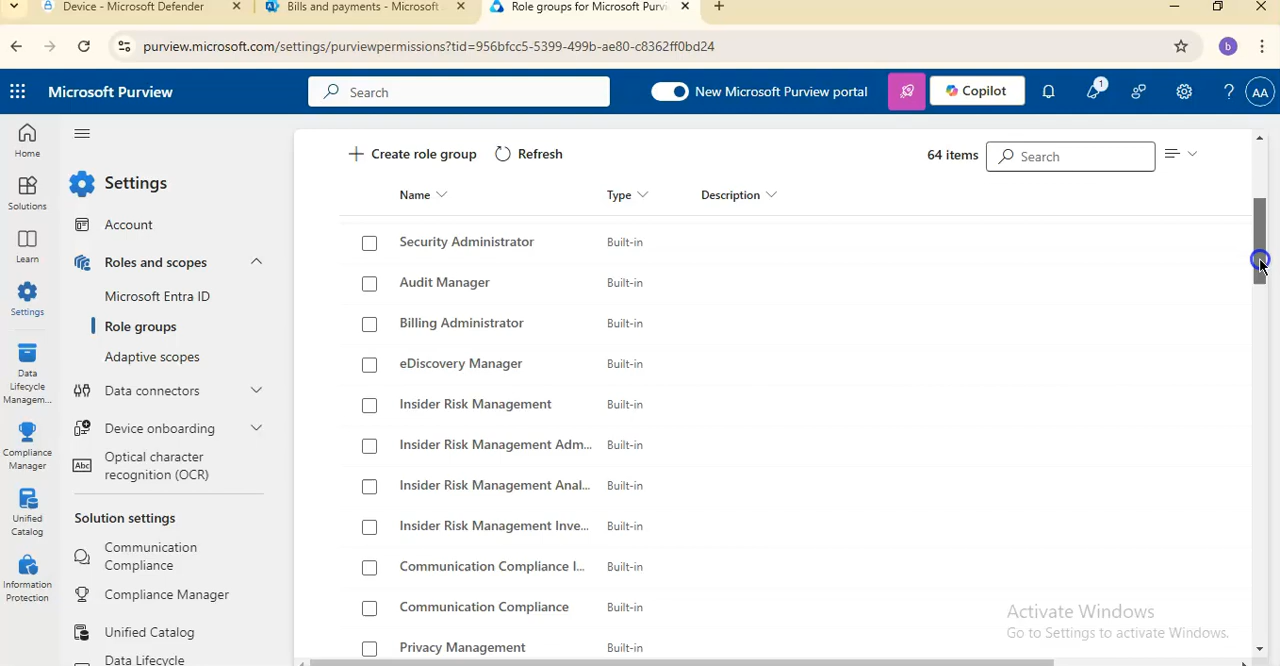 Device - Microsoft Defender
Bills and payments - Microsoft
Role groups for Microsoft Purvi
purview.microsoft.com/settings/purviewpermissions?tid=956bfcc5-5399-499b-ae80-c8362ff0bd24
b
Microsoft Purview
Search
New Microsoft Purview portal
Copilot
1
?
AA
Home
Solutions
Learn
Settings
Data
Lifecycle
Managem...
Compliance
Manager
Unified
Catalog
Information
Protection
Settings
Account
Roles and scopes
Microsoft Entra ID
Role groups
Adaptive scopes
Data connectors
Device onboarding
Abc
Optical character
recognition (OCR)
Solution settings
Communication
Compliance
Compliance Manager
Unified Catalog
Data Lifecycle
Create role group
Refresh
64 items
Search
Name Type Description
Security Administrator Built-in
Audit Manager Built-in
Billing Administrator Built-in
eDiscovery Manager Built-in
Insider Risk Management Built-in
Insider Risk Management Adm... Built-in
Insider Risk Management Anal... Built-in
Insider Risk Management Inve... Built-in
Communication Compliance I... Built-in
Communication Compliance Built-in
Privacy Management Built-in
Activate Windows
Go to Settings to activate Windows.